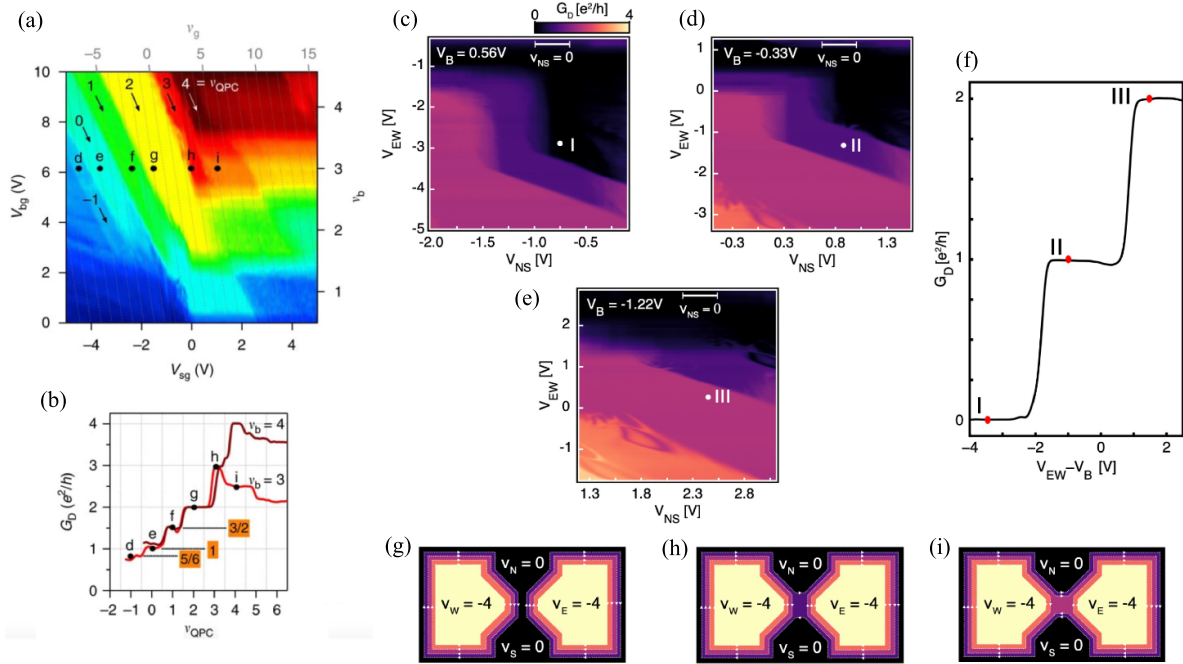 (a)
ν_g
−5 0 5 10 15
10
8
6
4
2
0
V_bg (V)
1 2 3 4 = ν_QPC
0
d e f g h i
−1
4
3
2
1
ν_b
−4 −2 0 2 4
V_sg (V)
(b)
4
3
2
1
0
G_D (e²/h)
ν_b = 4
h
ν_b = 3
i
g
f
3/2
d e
1
5/6
−2 −1 0 1 2 3 4 5 6
ν_QPC
(c)
G_D [e²/h]
0 4
V_B = 0.56V
ν_NS = 0
-1
-2
-3
-4
-5
V_EW [V]
I
-2.0 -1.5 -1.0 -0.5
V_NS [V]
(d)
V_B = -0.33V
ν_NS = 0
1
0
-1
-2
-3
V_EW [V]
II
-0.3 0.3 0.9 1.5
V_NS [V]
(e)
V_B = -1.22V
ν_NS = 0
2
1
0
-1
V_EW [V]
III
1.3 1.8 2.3 2.8
V_NS [V]
(f)
2
1
0
G_D [e²/h]
III
II
I
-4 -2 0 2
V_EW−V_B [V]
(g)
ν_N = 0
ν_W = -4 ν_E = -4
ν_S = 0
(h)
ν_N = 0
ν_W = -4 ν_E = -4
ν_S = 0
(i)
ν_N = 0
ν_W = -4 ν_E = -4
ν_S = 0